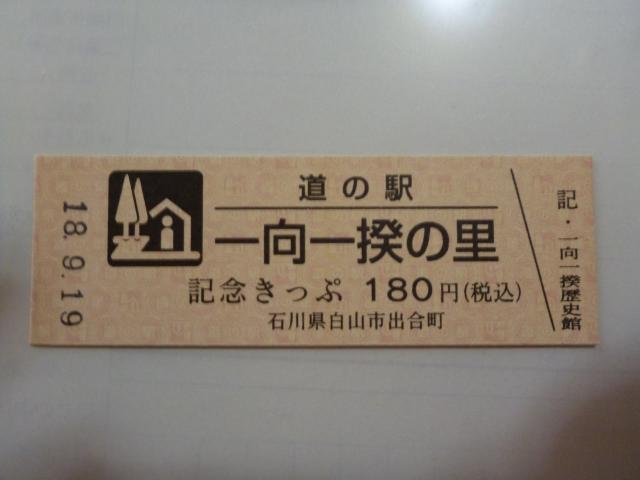 18.9.19
道の駅
一向一揆の里
記念きっぷ 180円(税込)
石川県白山市出合町
記・一向一揆歴史館